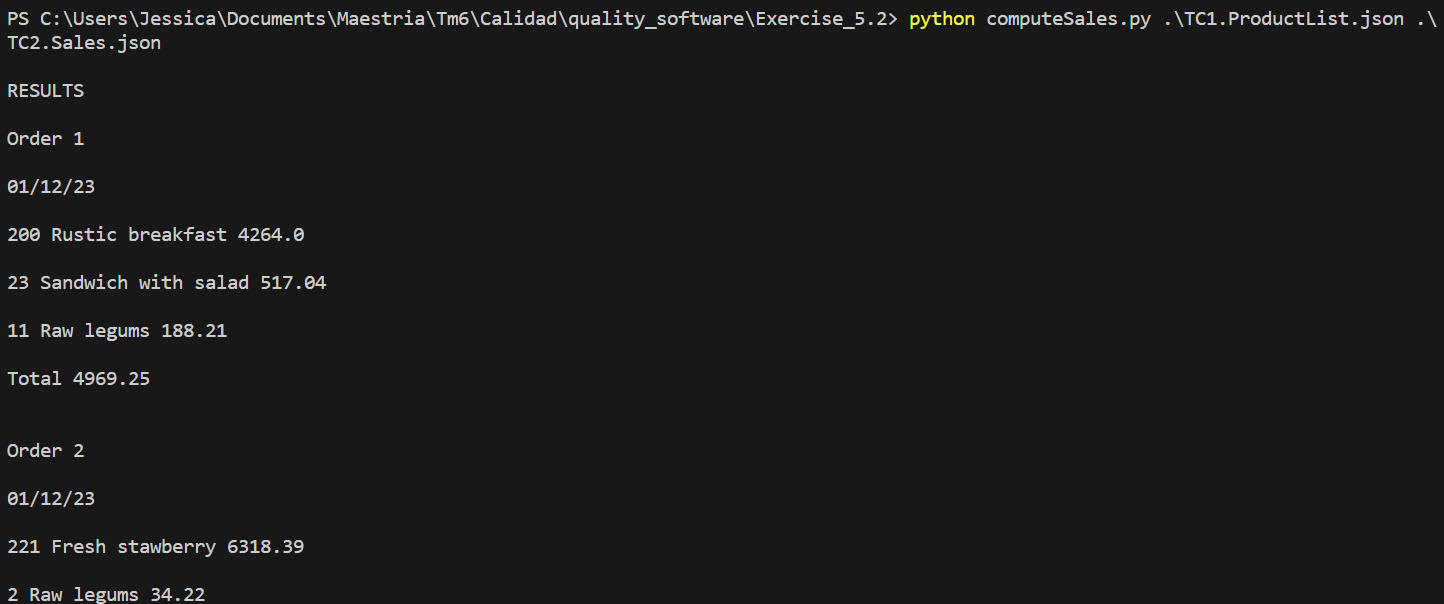 PS C:\Users\Jessica\Documents\Maestria\Tm6\Calidad\quality_software\Exercise_5.2> python computeSales.py .\TC1.ProductList.json .\
TC2.Sales.json
RESULTS
Order 1
01/12/23
200 Rustic breakfast 4264.0
23 Sandwich with salad 517.04
11 Raw legums 188.21
Total 4969.25
Order 2
01/12/23
221 Fresh stawberry 6318.39
2 Raw legums 34.22